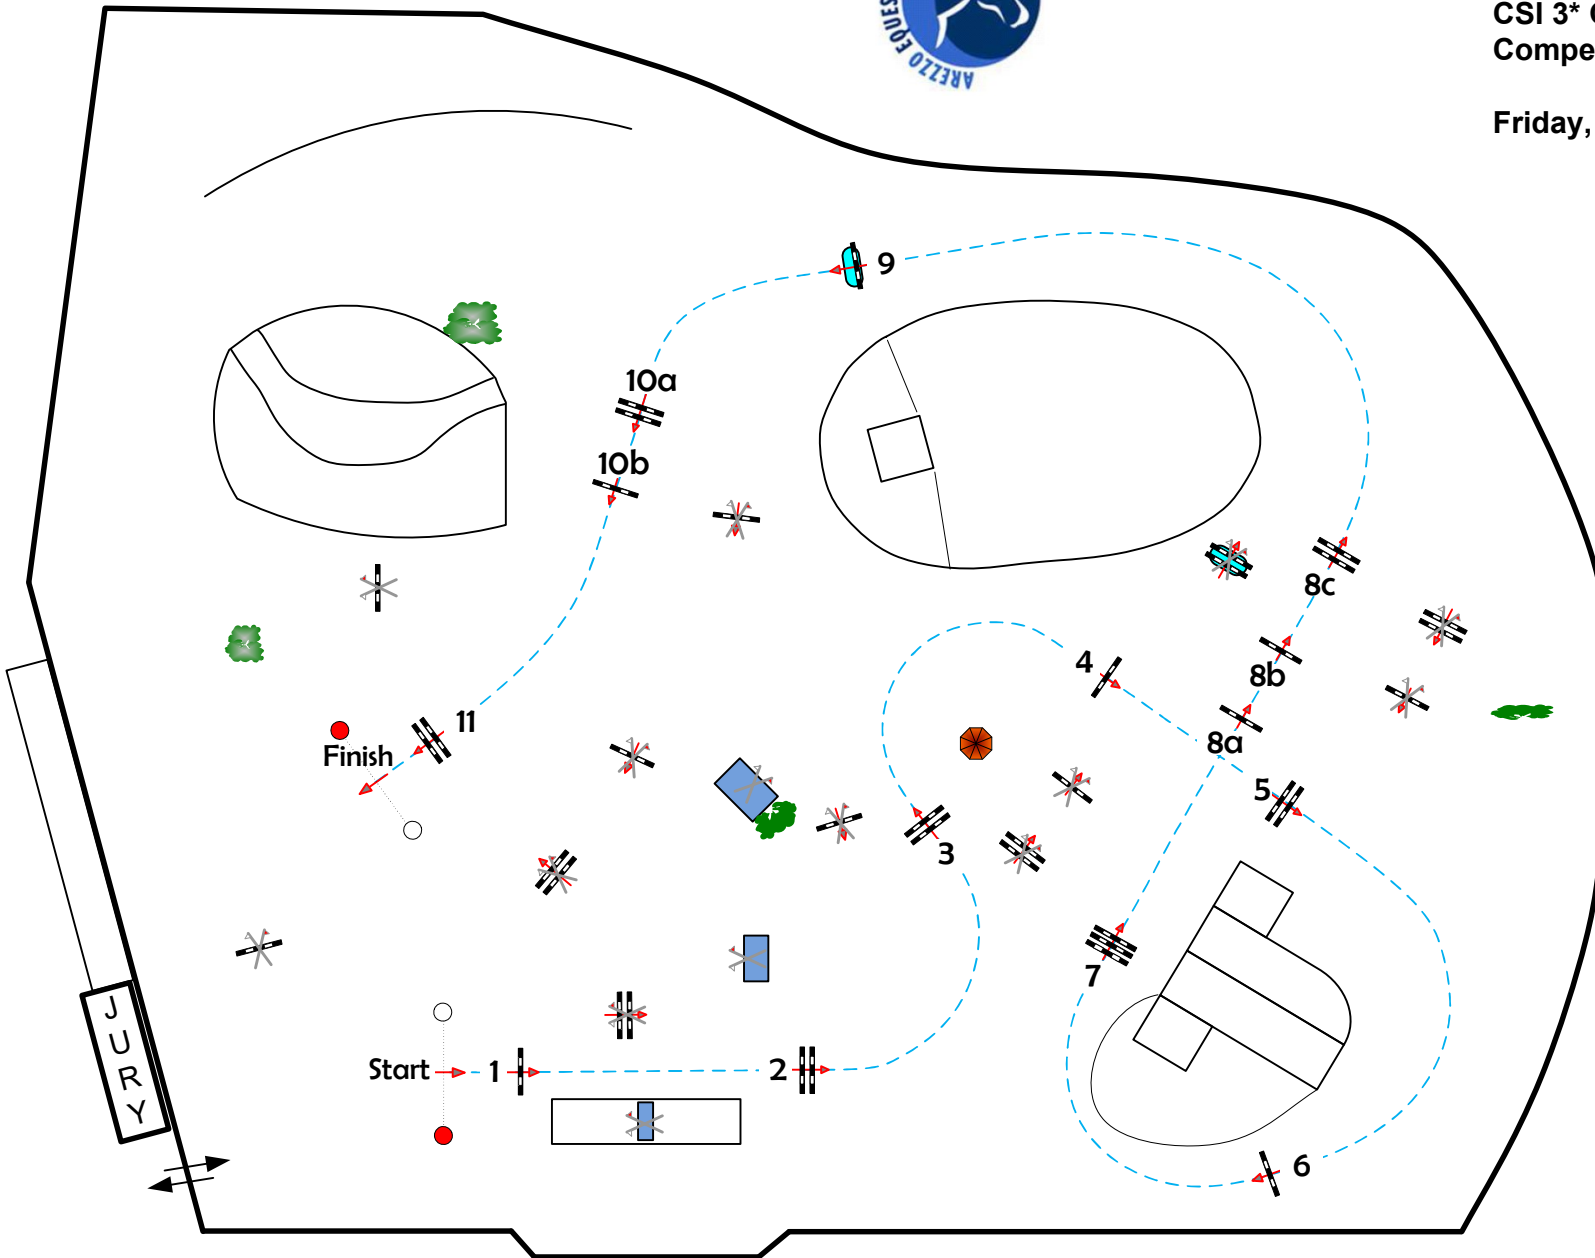 CSI 3*
Compe
Friday,
AREZZO EQUES
9
10a
10b
8c
4
8b
8a
11
Finish
5
3
7
Start
1
2
6
JURY